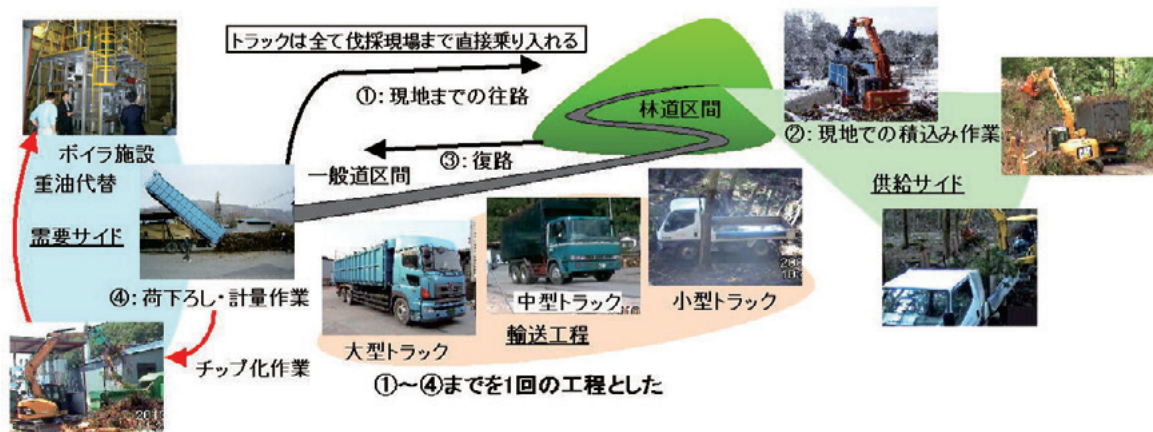 トラックは全て伐採現場まで直接乗り入れる
①:現地までの往路
林道区間
②:現地での積込み作業
③:復路
一般道区間
供給サイド
ボイラ施設
重油代替
需要サイド
④:荷下ろし・計量作業
チップ化作業
大型トラック
中型トラック
小型トラック
輸送工程
①～④までを1回の工程とした